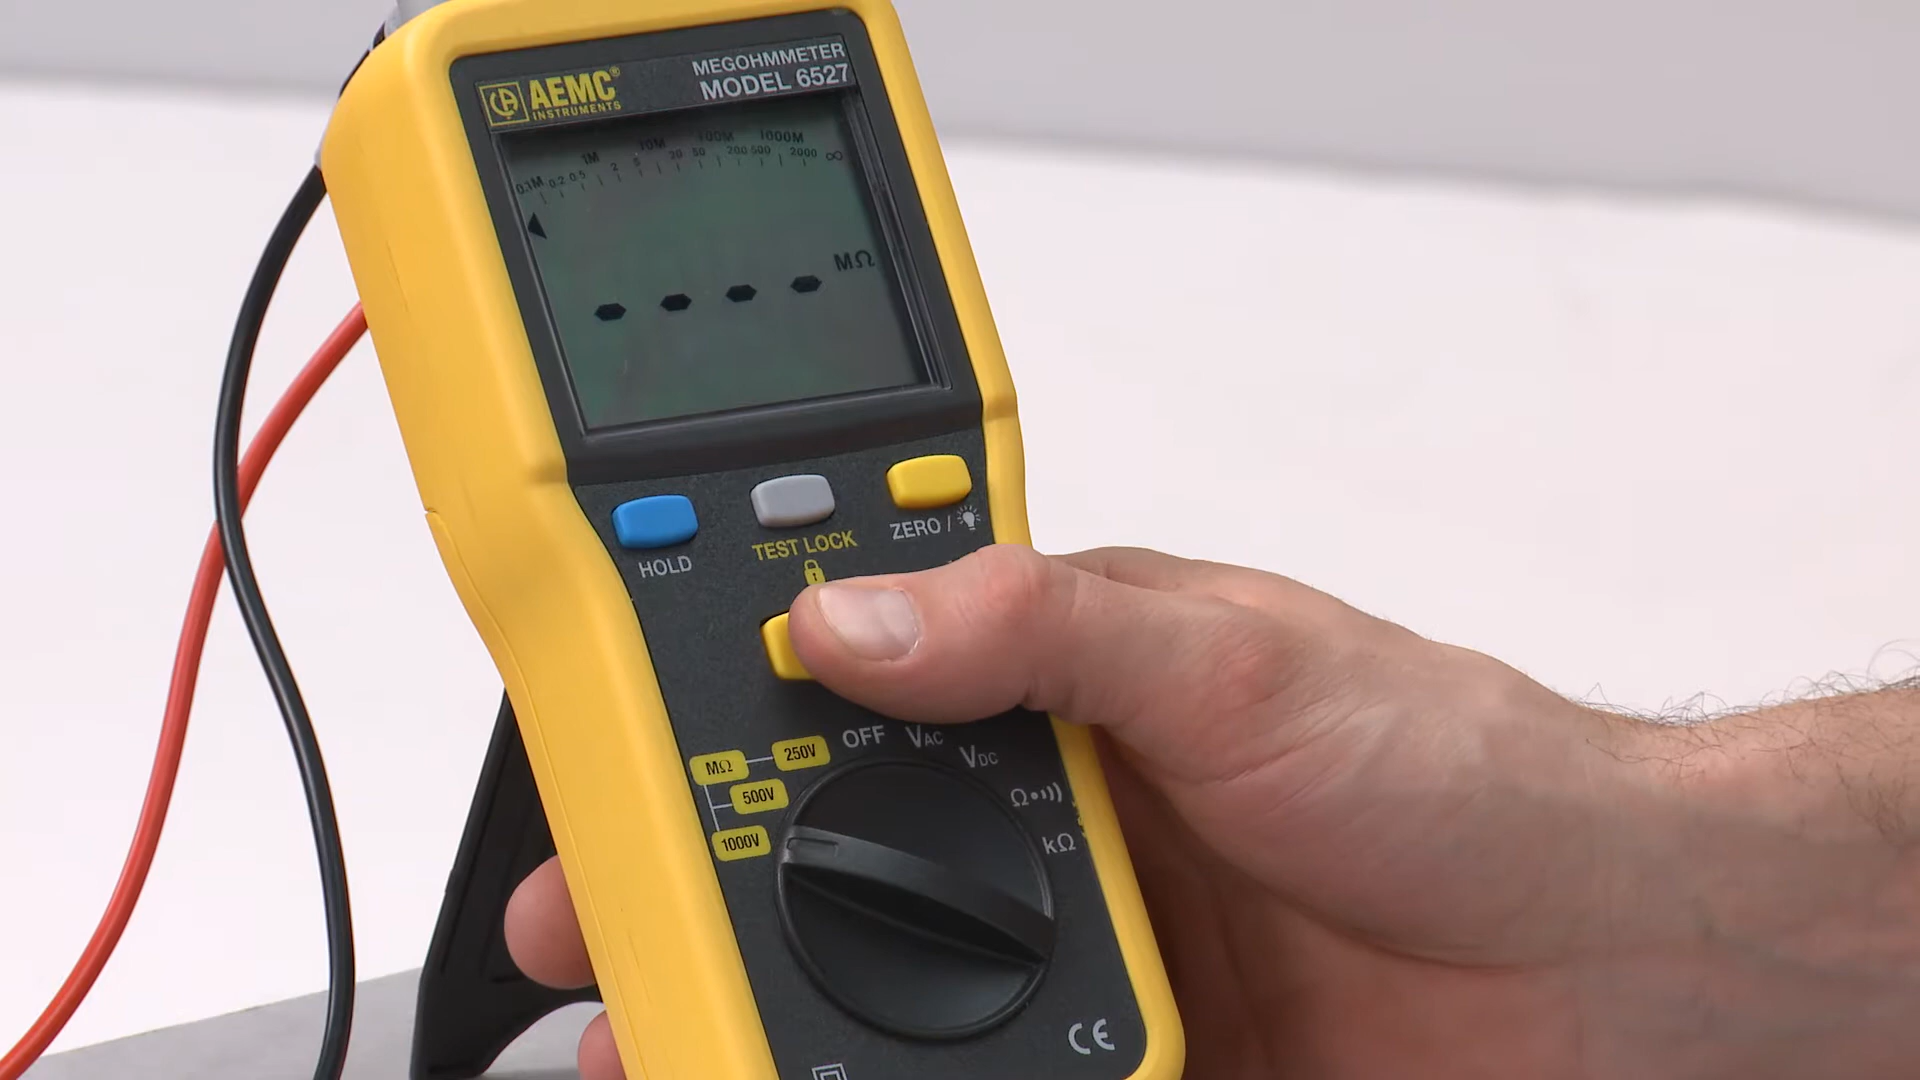 AEMC®
INSTRUMENTS
MEGOHMMETER
MODEL 6527
1M 10M 100M 1000M
0.1M 0.2 0.5 2 5 20 50 200 500 2000 ∞
- - - - MΩ
HOLD
TEST LOCK
ZERO /
OFF
VAC
VDC
MΩ
250V
500V
1000V
Ω
kΩ
CE